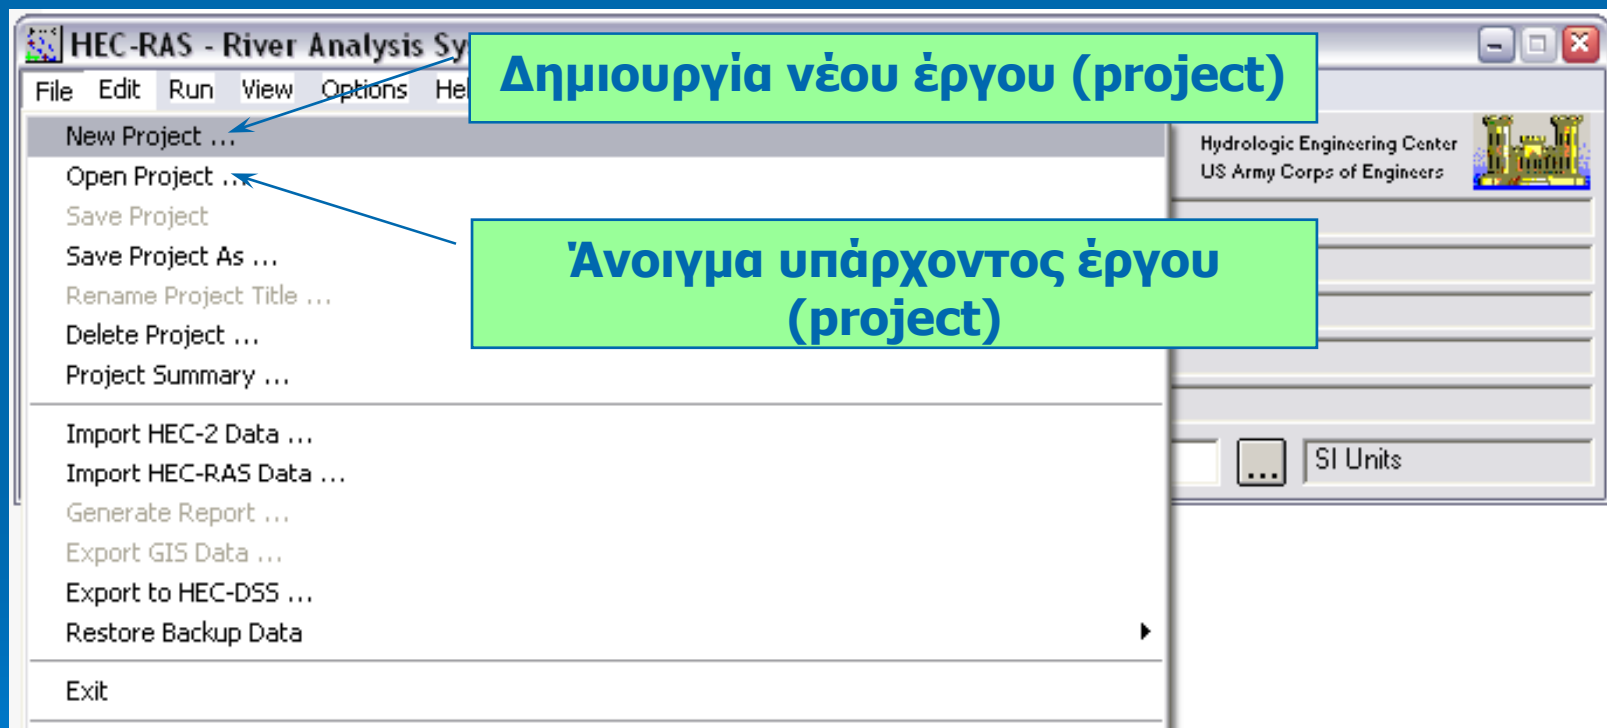 HEC-RAS - River Analysis Sy
Δημιουργία νέου έργου (project)
File Edit Run View Options Hel
New Project ...
Hydrologic Engineering Center
US Army Corps of Engineers
Open Project ...
Save Project
Άνοιγμα υπάρχοντος έργου
(project)
Save Project As ...
Rename Project Title ...
Delete Project ...
Project Summary ...
Import HEC-2 Data ...
Import HEC-RAS Data ...
... SI Units
Generate Report ...
Export GIS Data ...
Export to HEC-DSS ...
Restore Backup Data
Exit